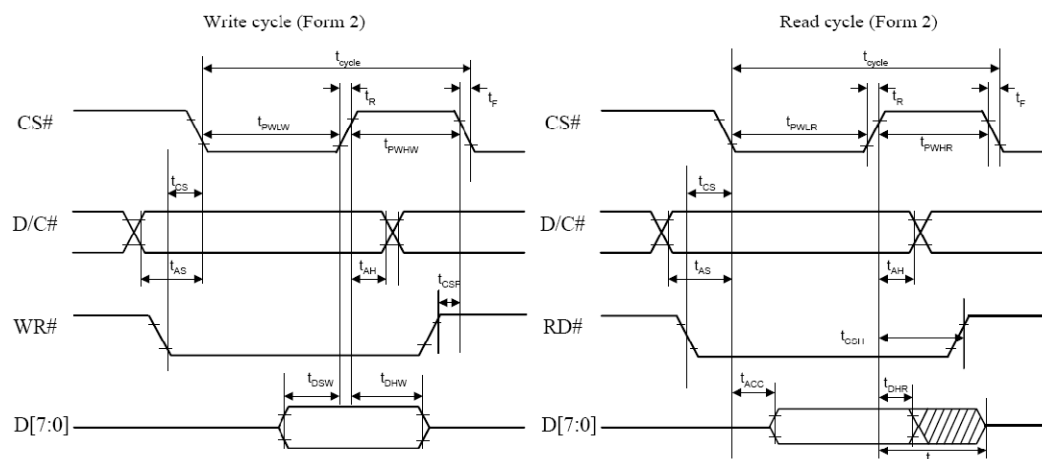 Write cycle (Form 2)
tcycle
tR
tF
CS#
tPWLW
tPWHW
tCS
D/C#
tAS
tAH
tCSF
WR#
tDSW
tDHW
D[7:0]
Read cycle (Form 2)
tcycle
tR
tF
CS#
tPWLR
tPWHR
tCS
D/C#
tAS
tAH
RD#
tCSH
tACC
tDHR
D[7:0]
t